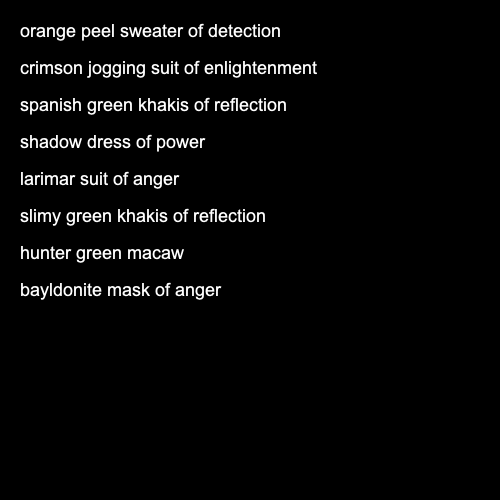 orange peel sweater of detection
crimson jogging suit of enlightenment
spanish green khakis of reflection
shadow dress of power
larimar suit of anger
slimy green khakis of reflection
hunter green macaw
bayldonite mask of anger